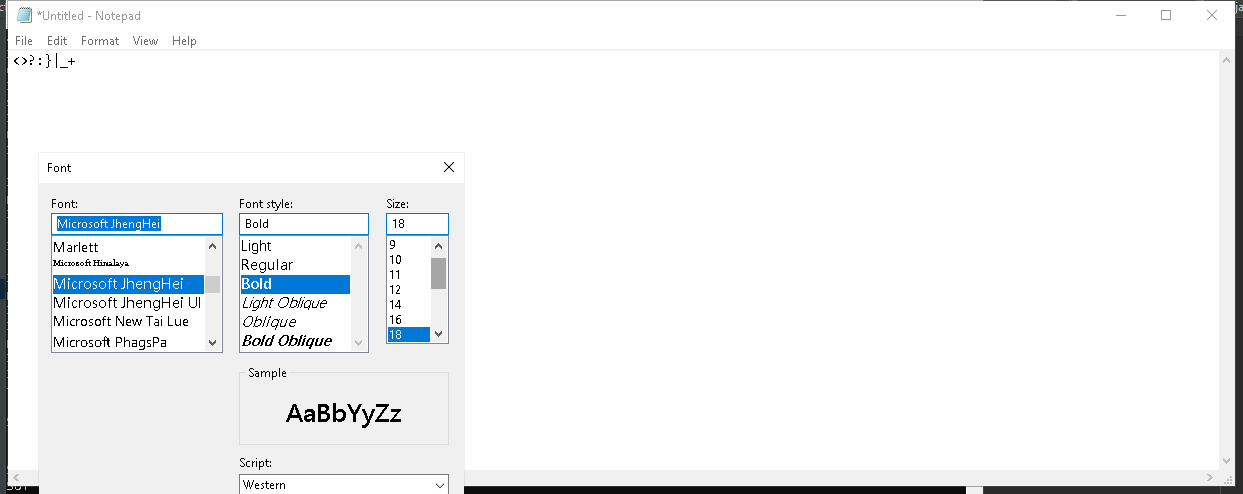 *Untitled - Notepad
File Edit Format View Help
<>?:}|_+
Font
Font: Font style: Size:
Microsoft JhengHei Bold 18
Marlett Light 9
Microsoft Himalaya Regular 10
Microsoft JhengHei Bold 11
Microsoft JhengHei UI Light Oblique 12
Microsoft New Tai Lue Oblique 14
Microsoft PhagsPa Bold Oblique 16
18
Sample
AaBbYyZz
Script:
Western